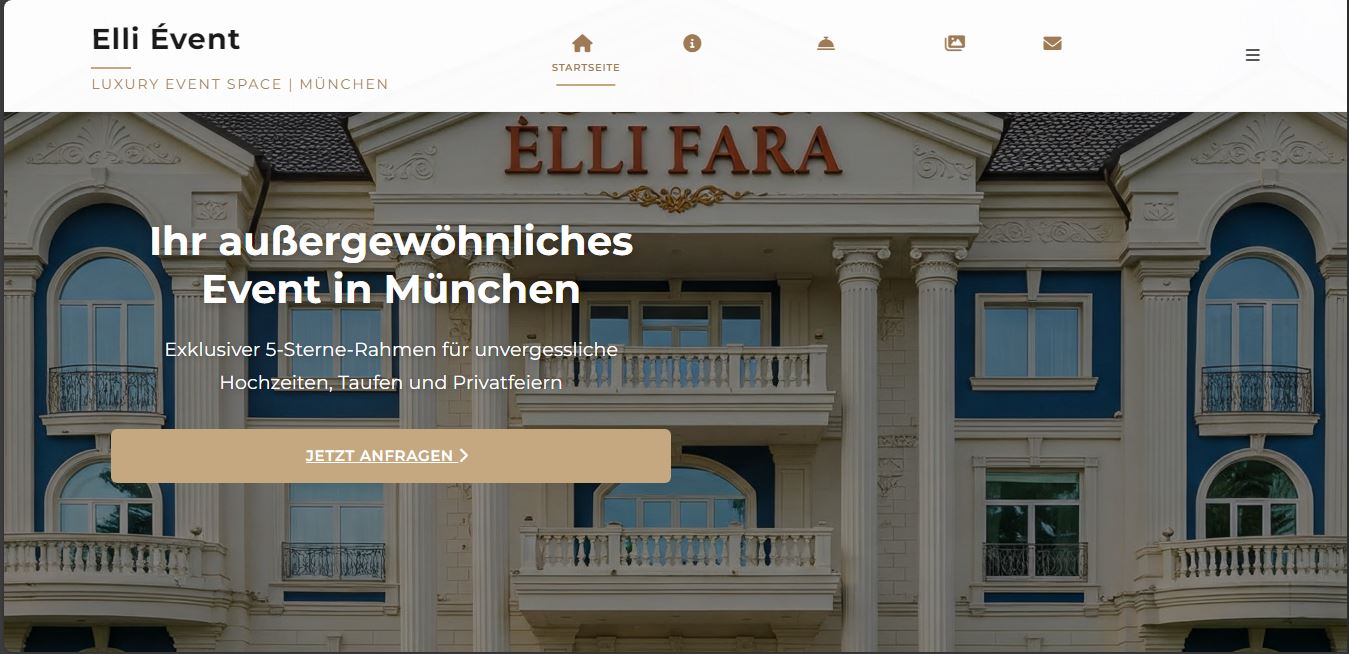 Elli Évent
LUXURY EVENT SPACE | MÜNCHEN
STARTSEITE
ÈLLI FARA
Ihr außergewöhnliches
Event in München
Exklusiver 5-Sterne-Rahmen für unvergessliche
Hochzeiten, Taufen und Privatfeiern
JETZT ANFRAGEN